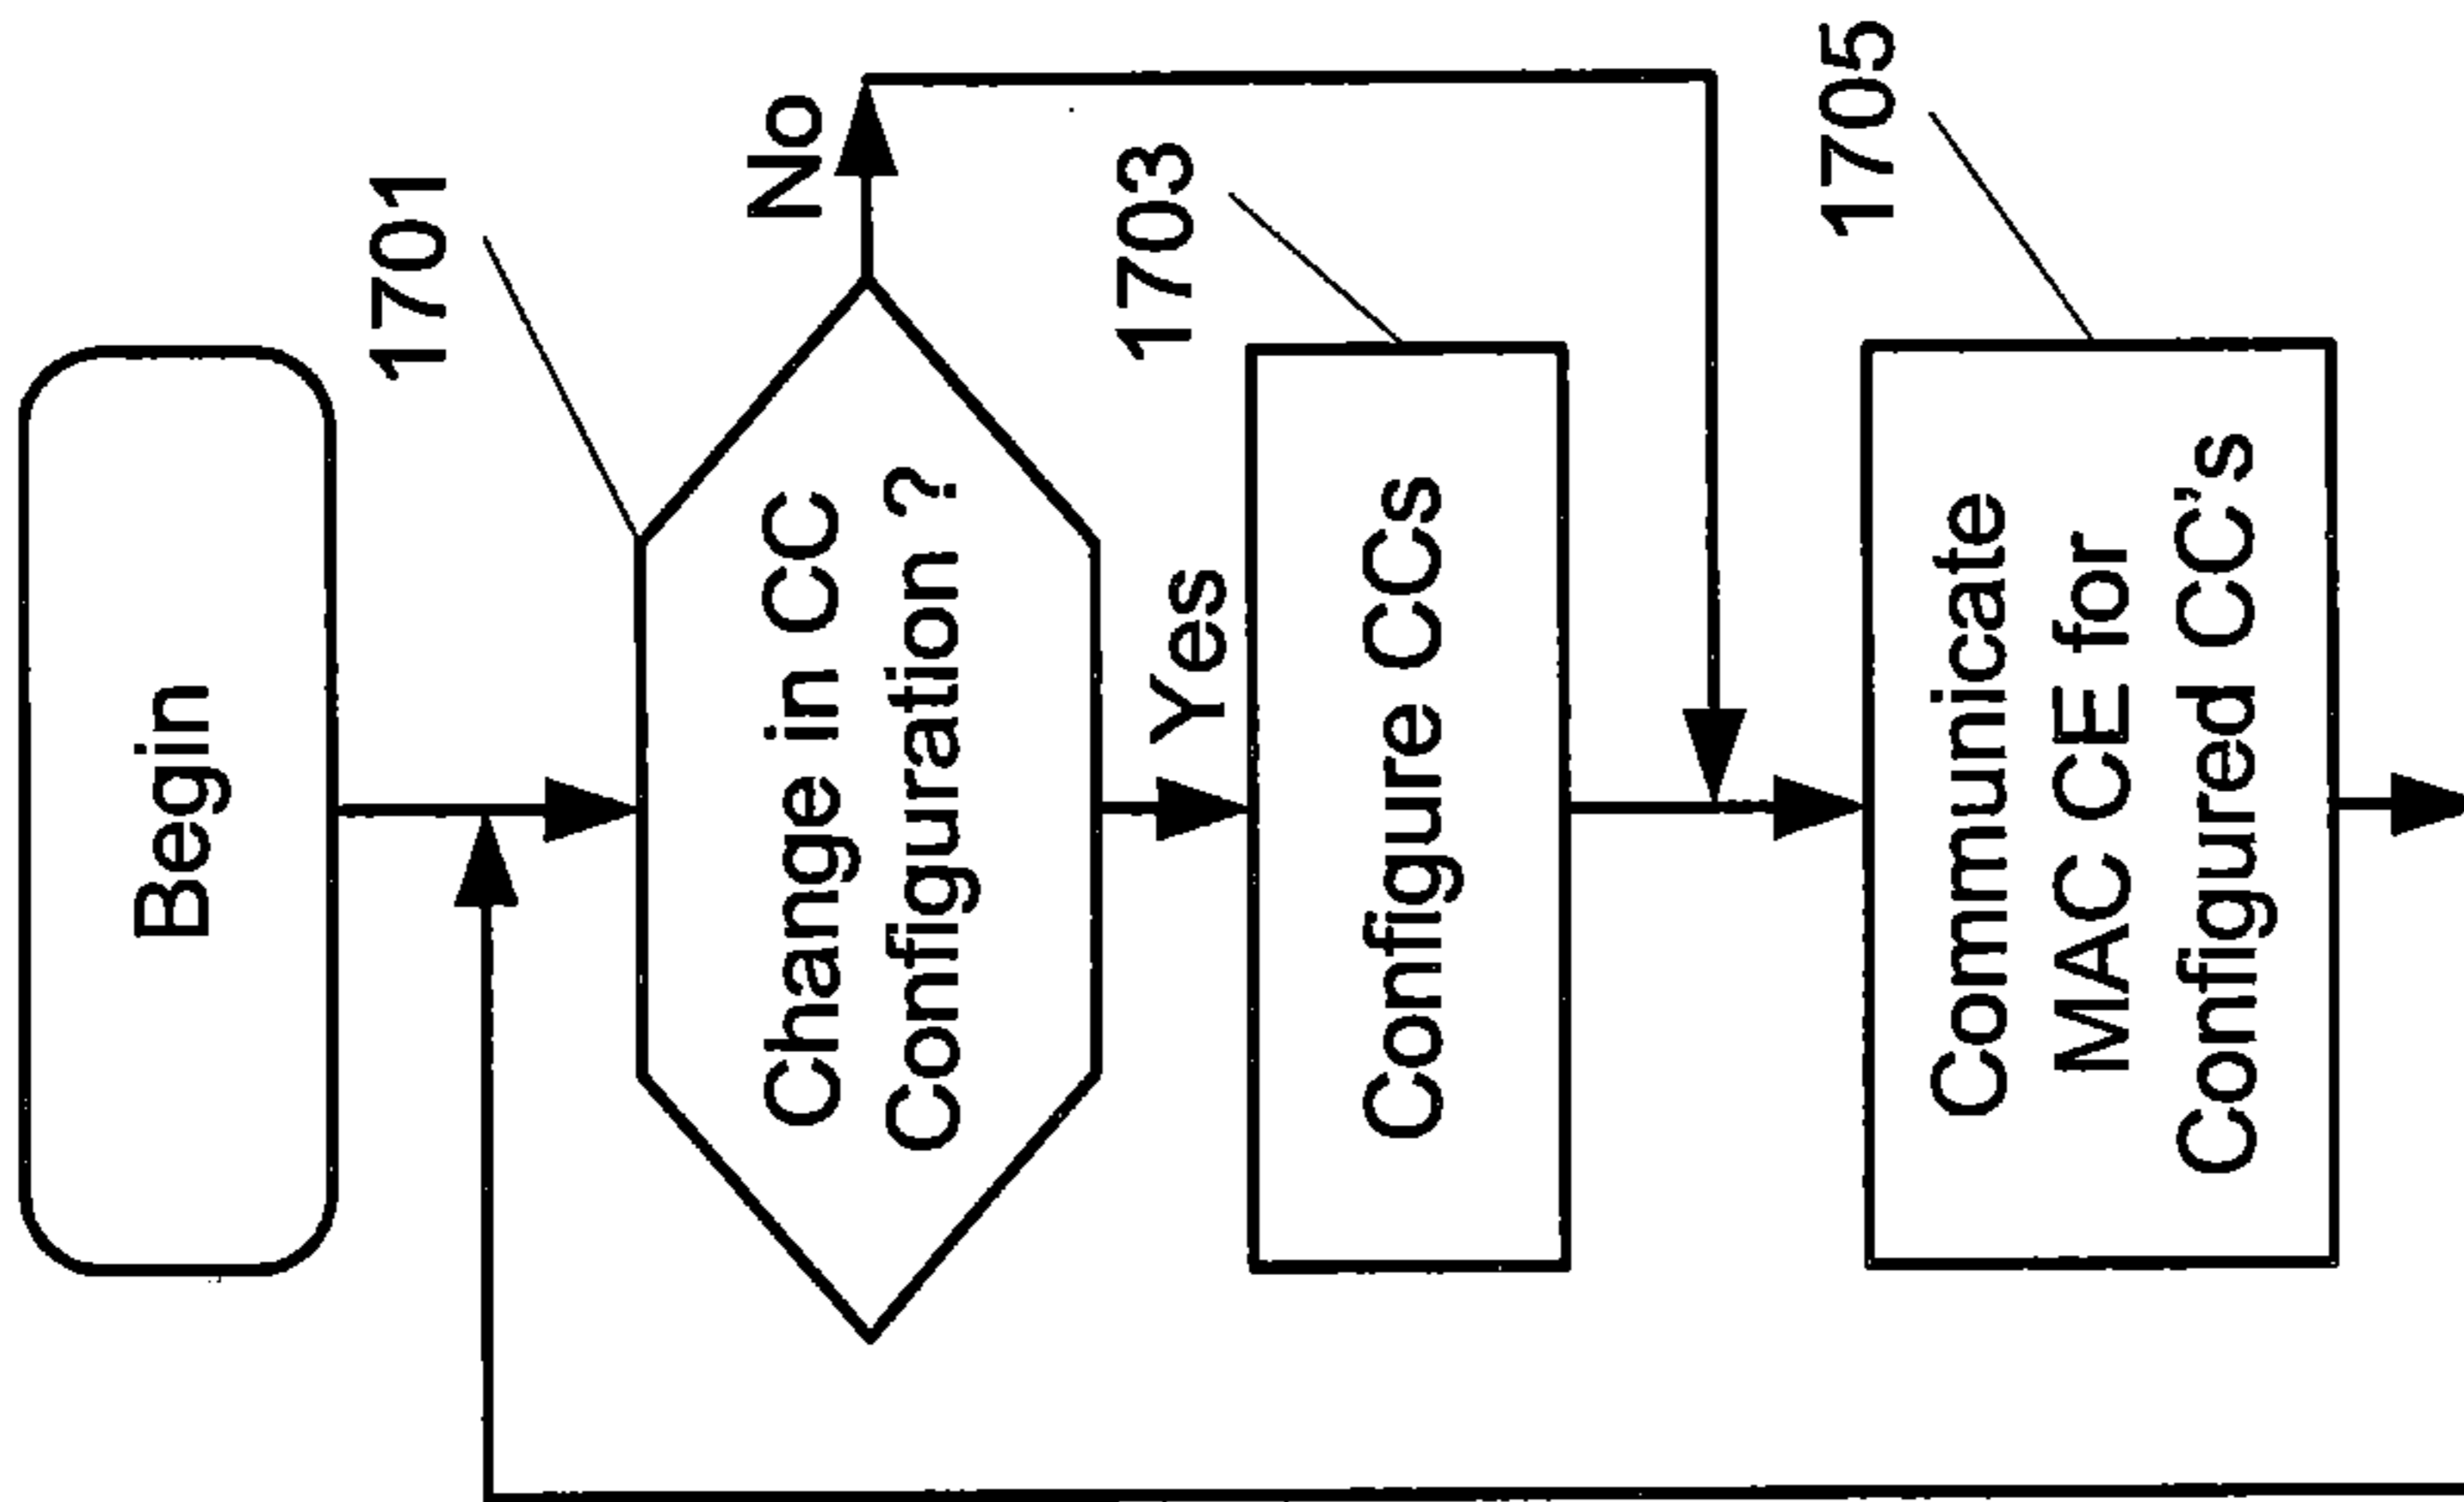 Begin
1701
Change in CC
Configuration ?
No
Yes
1703
Configure CCs
1705
Communicate
MAC CE for
Configured CC's